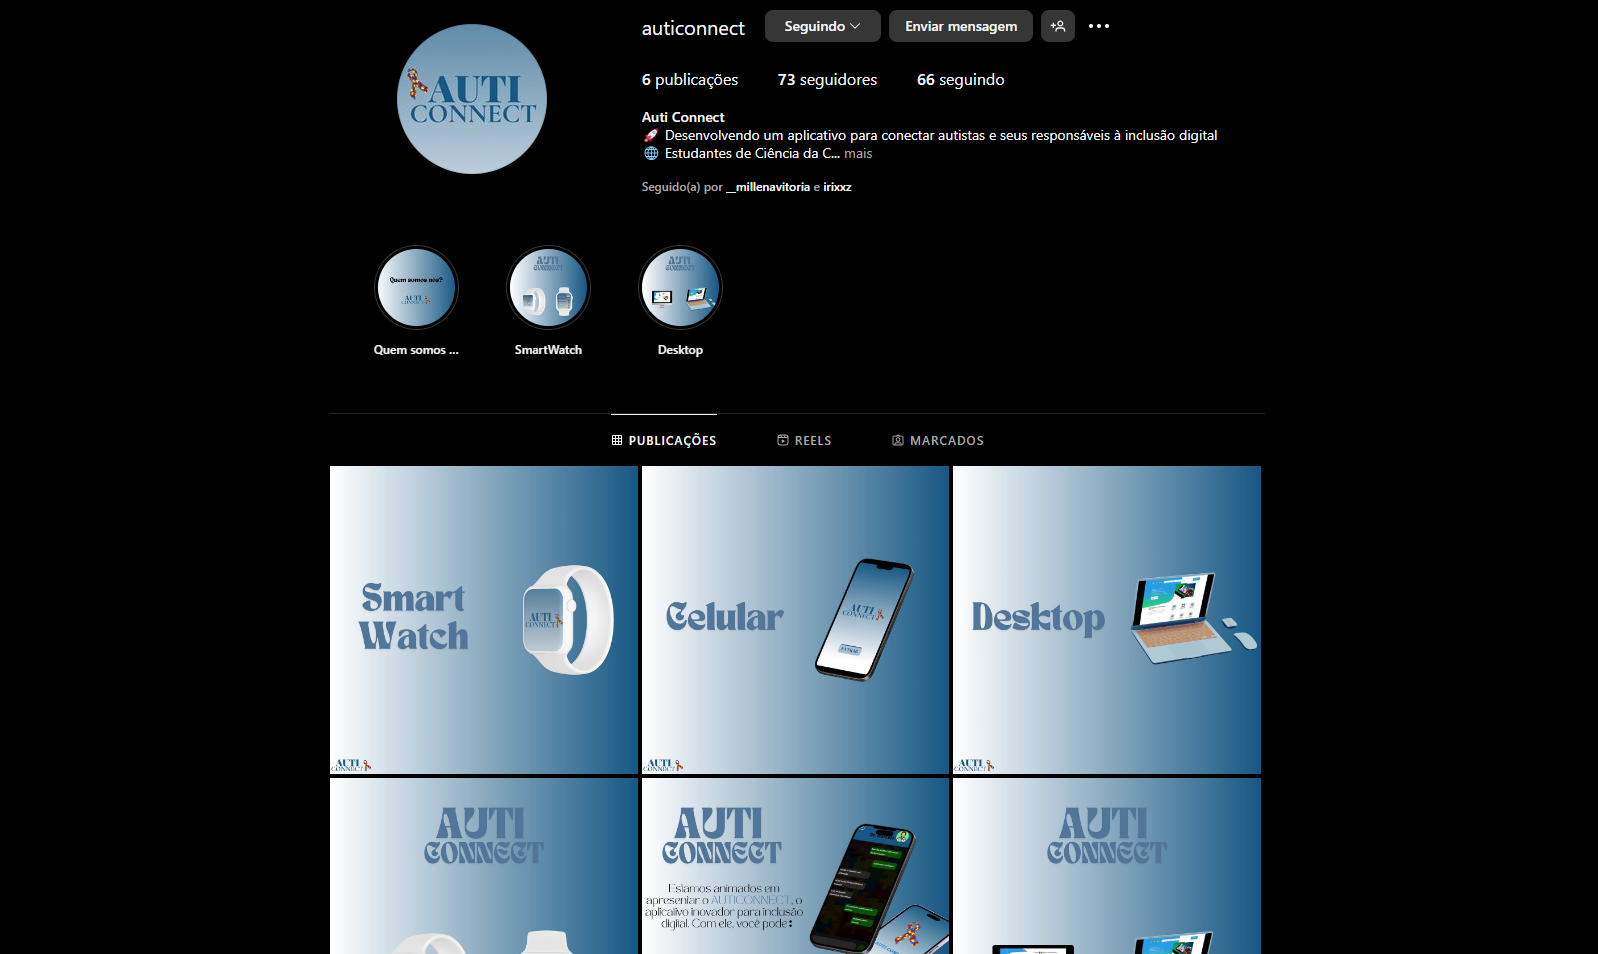 auticonnect
Seguindo
Enviar mensagem
6 publicações
73 seguidores
66 seguindo
Auti Connect
Desenvolvendo um aplicativo para conectar autistas e seus responsáveis à inclusão digital
Estudantes de Ciência da C... mais
Seguido(a) por __millenavitoria e irixxz
AUTI
CONNECT
Quem somos nós?
AUTI
CONNECT
AUTI
CONNECT
AUTI
CONNECT
Quem somos ...
SmartWatch
Desktop
PUBLICAÇÕES
REELS
MARCADOS
Smart
Watch
AUTI
CONNECT
AUTI
CONNECT
Celular
AUTI
CONNECT
ENTRAR
AUTI
CONNECT
Desktop
AUTI
CONNECT
AUTI
CONNECT
AUTI
CONNECT
Estamos animados em
apresentar o AUTICONNECT, o
aplicativo inovador para inclusão
digital. Com ele, você pode:
AUTI
CONNECT